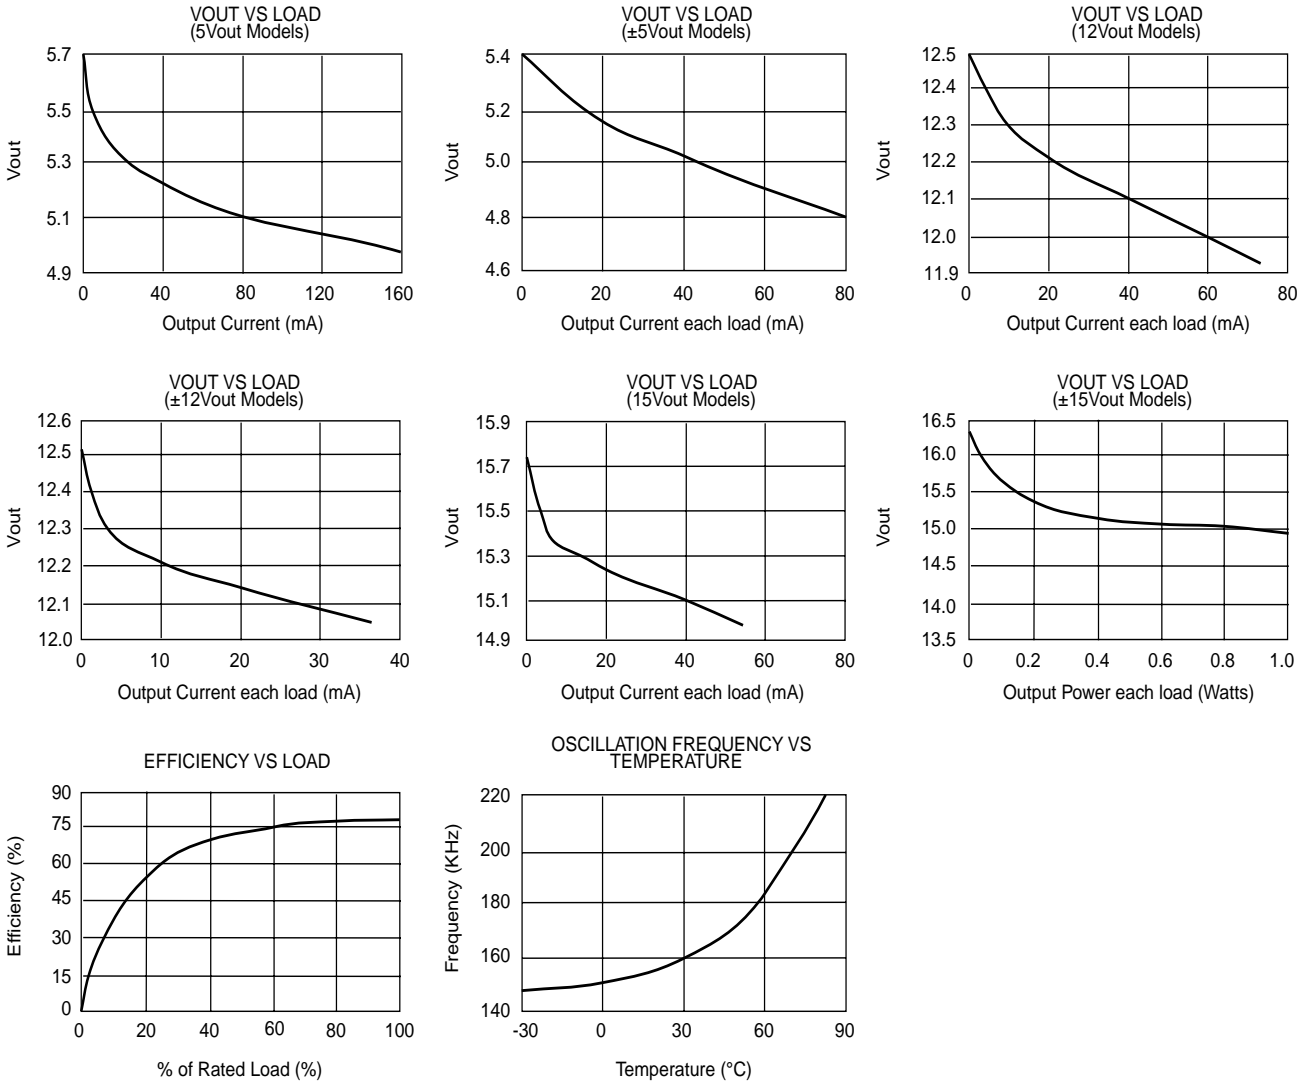 VOUT VS LOAD
(5Vout Models)
5.7
5.5
5.3
5.1
4.9
Vout
0 40 80 120 160
Output Current (mA)
VOUT VS LOAD
(±5Vout Models)
5.4
5.2
5.0
4.8
4.6
Vout
0 20 40 60 80
Output Current each load (mA)
VOUT VS LOAD
(12Vout Models)
12.5
12.4
12.3
12.2
12.1
12.0
11.9
Vout
0 20 40 60 80
Output Current each load (mA)
VOUT VS LOAD
(±12Vout Models)
12.6
12.5
12.4
12.3
12.2
12.1
12.0
Vout
0 10 20 30 40
Output Current each load (mA)
VOUT VS LOAD
(15Vout Models)
15.9
15.7
15.5
15.3
15.1
14.9
Vout
0 20 40 60 80
Output Current each load (mA)
VOUT VS LOAD
(±15Vout Models)
16.5
16.0
15.5
15.0
14.5
14.0
13.5
Vout
0 0.2 0.4 0.6 0.8 1.0
Output Power each load (Watts)
EFFICIENCY VS LOAD
90
75
60
45
30
15
0
Efficiency (%)
0 20 40 60 80 100
% of Rated Load (%)
OSCILLATION FREQUENCY VS
TEMPERATURE
220
200
180
160
140
Frequency (KHz)
-30 0 30 60 90
Temperature (°C)